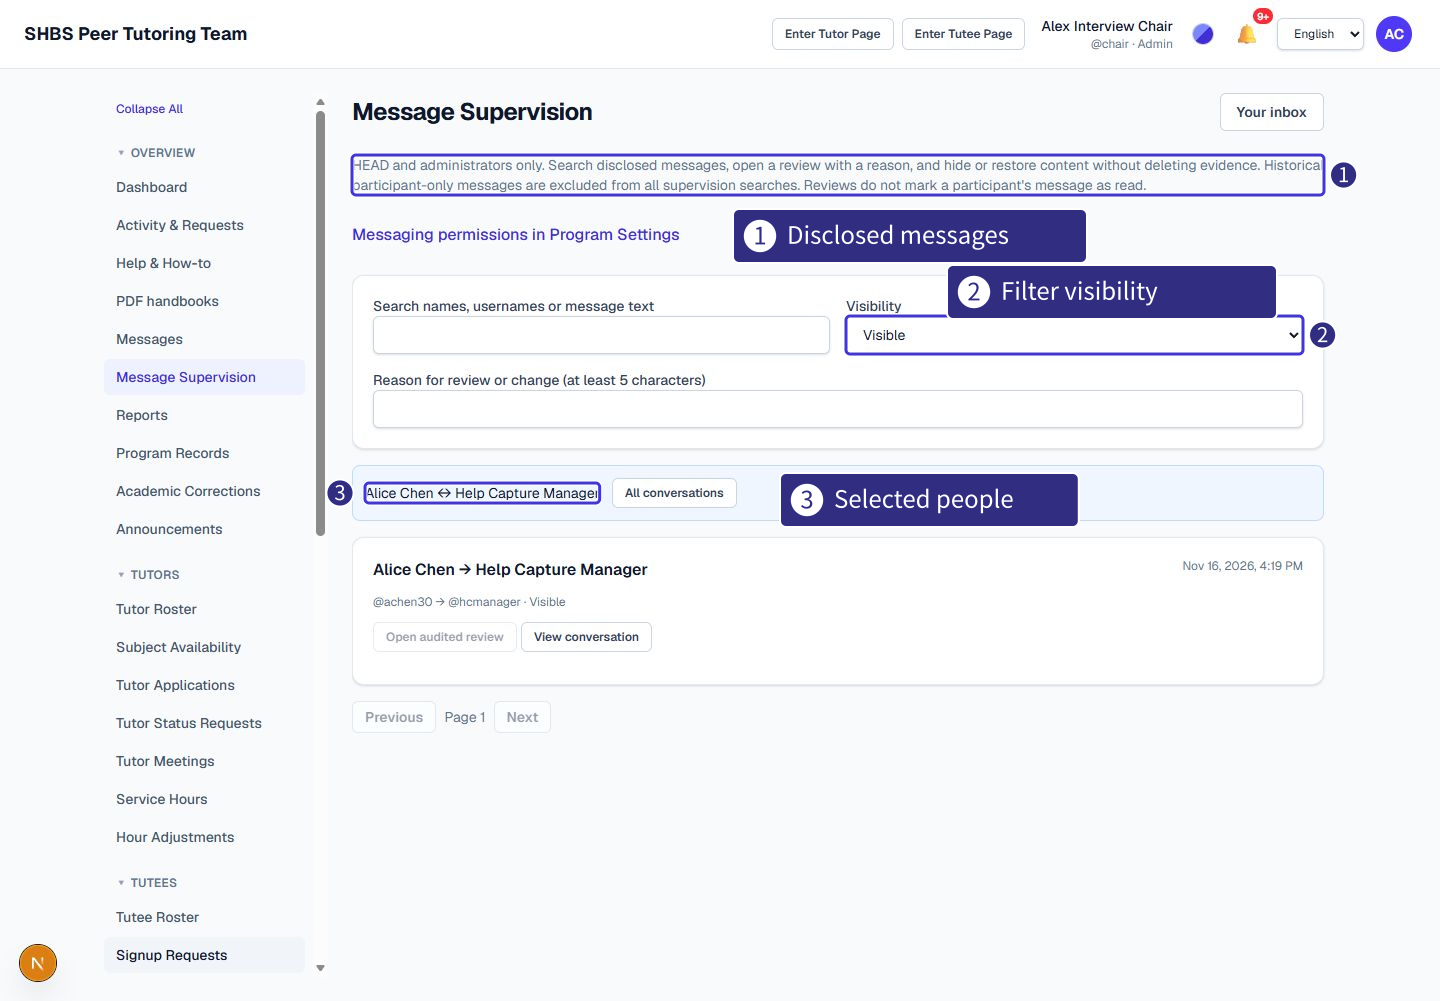 SHBS Peer Tutoring Team
Enter Tutor Page
Enter Tutee Page
Alex Interview Chair
@chair · Admin
9+
English
AC
Collapse All
OVERVIEW
Dashboard
Activity & Requests
Help & How-to
PDF handbooks
Messages
Message Supervision
Reports
Program Records
Academic Corrections
Announcements
TUTORS
Tutor Roster
Subject Availability
Tutor Applications
Tutor Status Requests
Tutor Meetings
Service Hours
Hour Adjustments
TUTEES
Tutee Roster
Signup Requests
N
Message Supervision
Your inbox
HEAD and administrators only. Search disclosed messages, open a review with a reason, and hide or restore content without deleting evidence. Historical
participant-only messages are excluded from all supervision searches. Reviews do not mark a participant's message as read.
1
Messaging permissions in Program Settings
1 Disclosed messages
2 Filter visibility
Search names, usernames or message text
Visibility
Visible
2
Reason for review or change (at least 5 characters)
3
Alice Chen ↔ Help Capture Manager
All conversations
3 Selected people
Alice Chen → Help Capture Manager
Nov 16, 2026, 4:19 PM
@achen30 → @hcmanager · Visible
Open audited review
View conversation
Previous
Page 1
Next